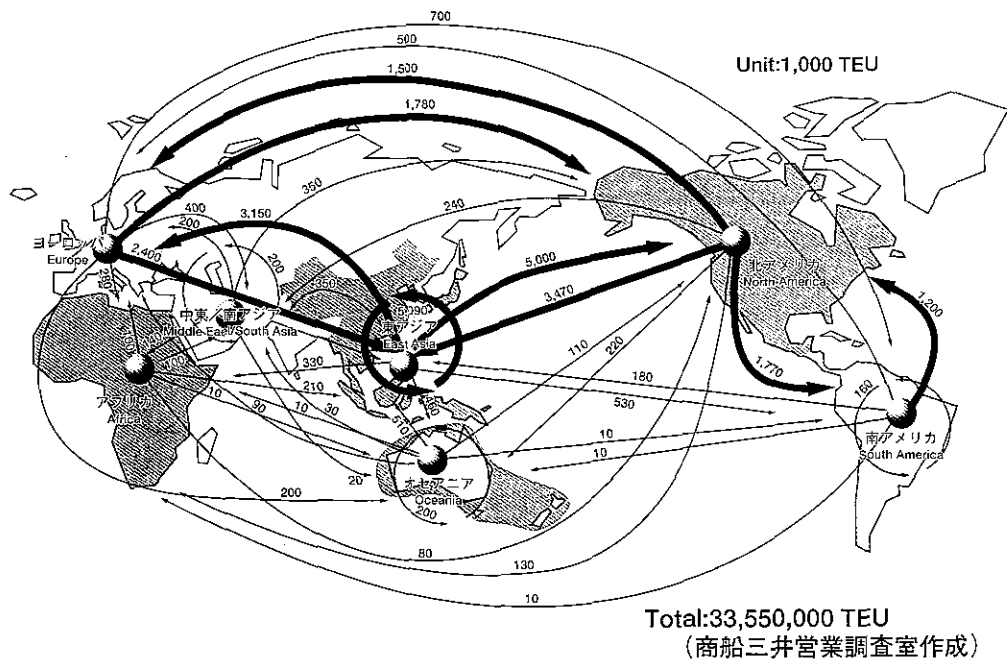 700
500
Unit:1,000 TEU
1,500
1,780
350
240
400
200
3,150
ヨーロッパ
Europe
2,400
280
200
350
5,000
3,470
北アメリカ
North America
中東／南アジア
Middle East/South Asia
5,090
東アジア
East Asia
1,200
アフリカ
Africa
330
210
110
220
1,770
180
530
160
10
90
10
30
480
510
10
10
南アメリカ
South America
オセアニア
Oceania
20
200
200
80
130
10
Total:33,550,000 TEU
（商船三井営業調査室作成）